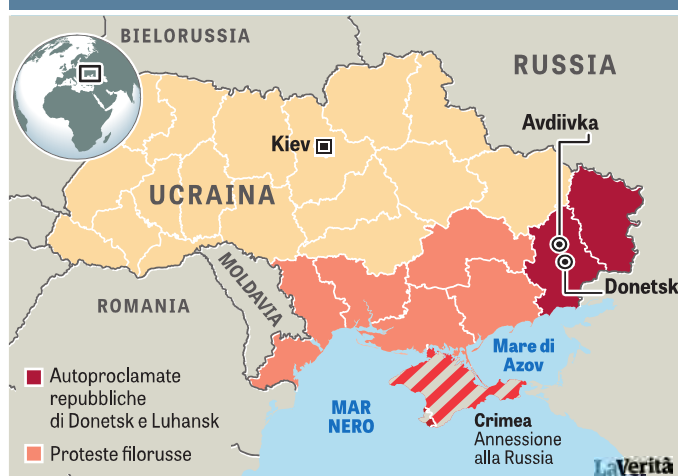 BIELORUSSIA
RUSSIA
Avdiivka
Kiev
UCRAINA
MOLDAVIA
ROMANIA
Donetsk
Mare di
Azov
Autoproclamate
repubbliche
di Donetsk e Luhansk
MAR
NERO
Crimea
Annessione
alla Russia
Proteste filorusse
LaVerità